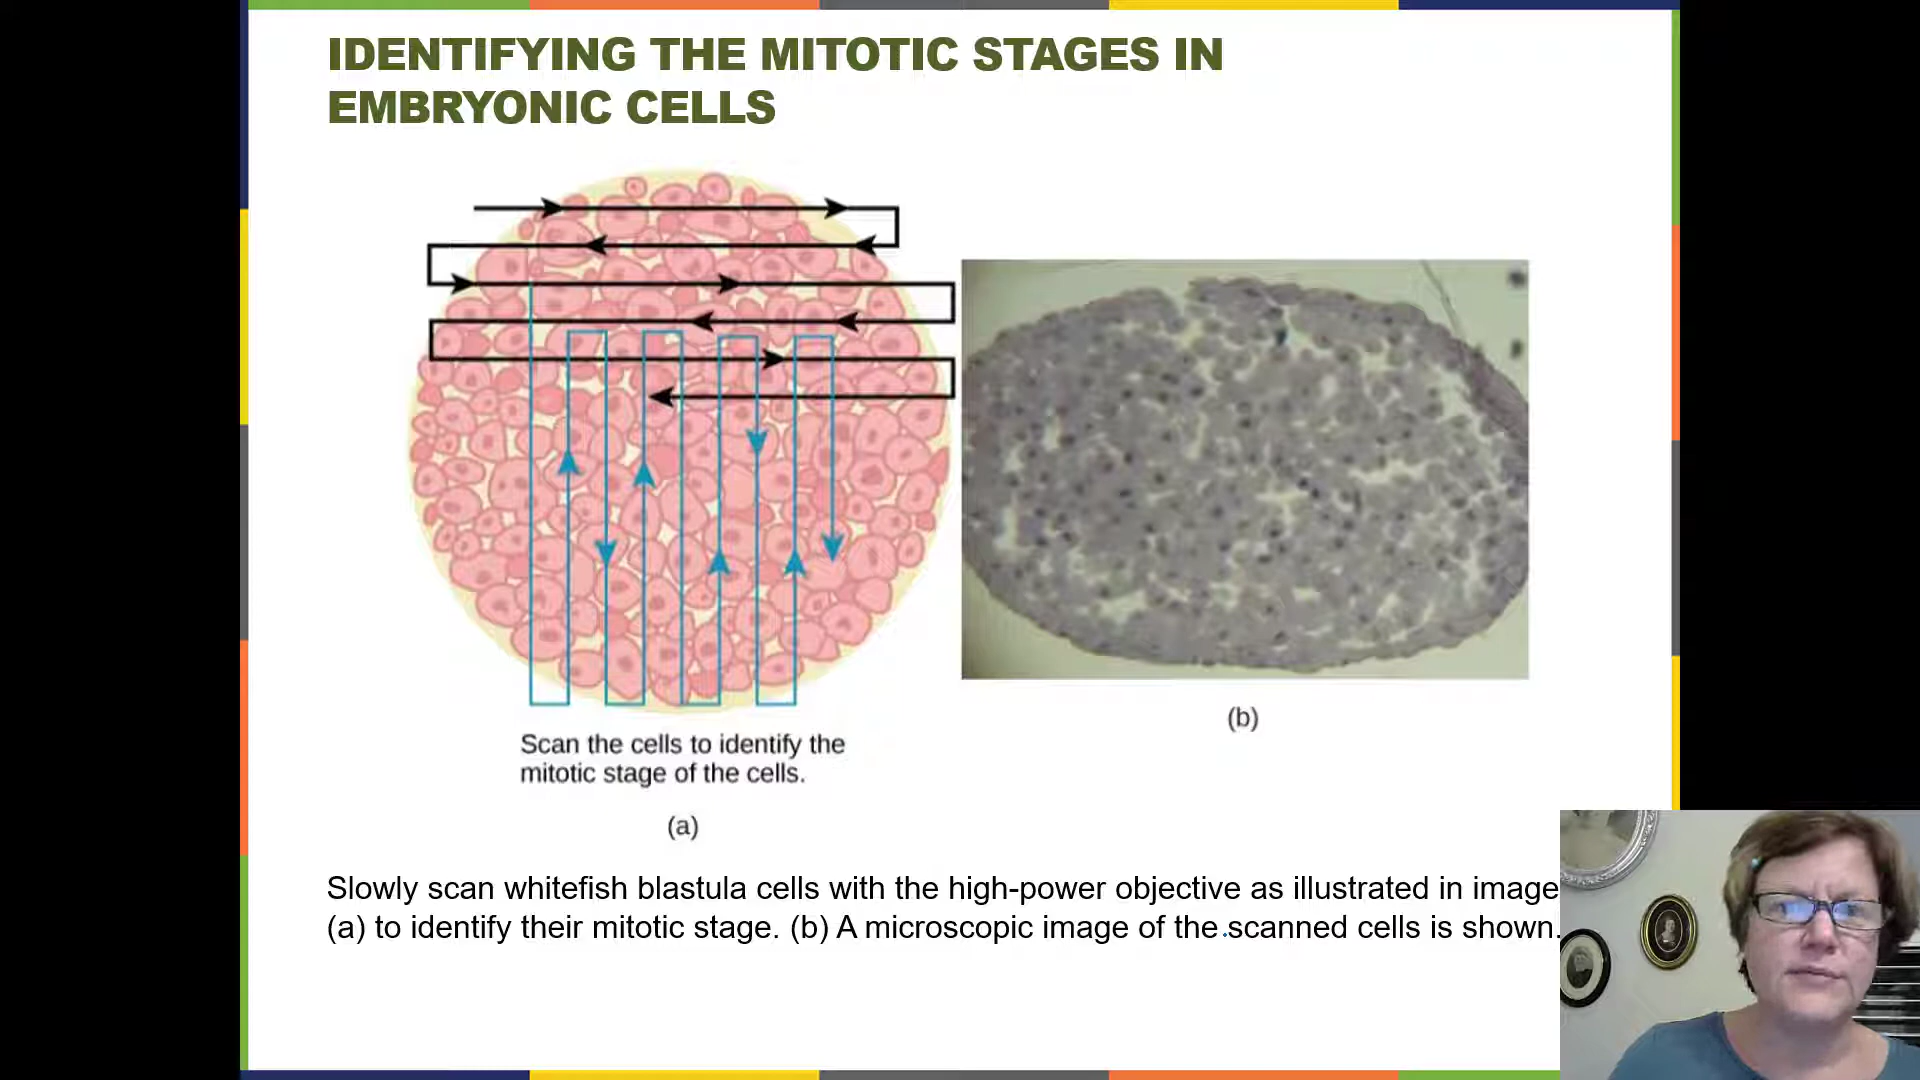 IDENTIFYING THE MITOTIC STAGES IN
EMBRYONIC CELLS
Scan the cells to identify the
mitotic stage of the cells.
(a)
(b)
Slowly scan whitefish blastula cells with the high-power objective as illustrated in image
(a) to identify their mitotic stage. (b) A microscopic image of the scanned cells is shown.